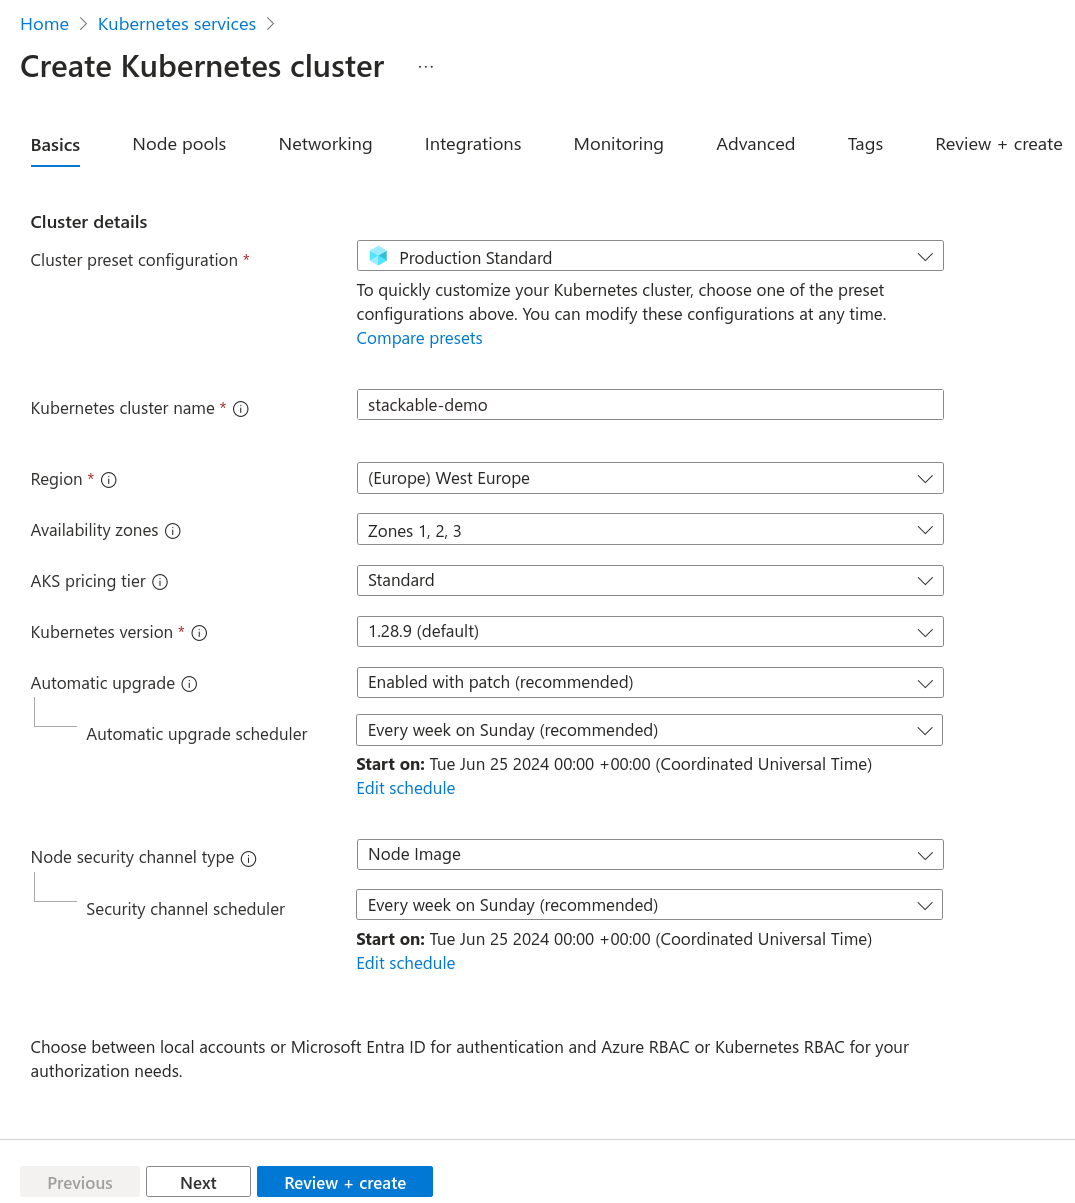 Home > Kubernetes services >
Create Kubernetes cluster ...
Basics Node pools Networking Integrations Monitoring Advanced Tags Review + create
Cluster details
Cluster preset configuration * Production Standard
To quickly customize your Kubernetes cluster, choose one of the preset
configurations above. You can modify these configurations at any time.
Compare presets
Kubernetes cluster name * stackable-demo
Region * (Europe) West Europe
Availability zones Zones 1, 2, 3
AKS pricing tier Standard
Kubernetes version * 1.28.9 (default)
Automatic upgrade Enabled with patch (recommended)
Automatic upgrade scheduler Every week on Sunday (recommended)
Start on: Tue Jun 25 2024 00:00 +00:00 (Coordinated Universal Time)
Edit schedule
Node security channel type Node Image
Security channel scheduler Every week on Sunday (recommended)
Start on: Tue Jun 25 2024 00:00 +00:00 (Coordinated Universal Time)
Edit schedule
Choose between local accounts or Microsoft Entra ID for authentication and Azure RBAC or Kubernetes RBAC for your
authorization needs.
Previous Next Review + create